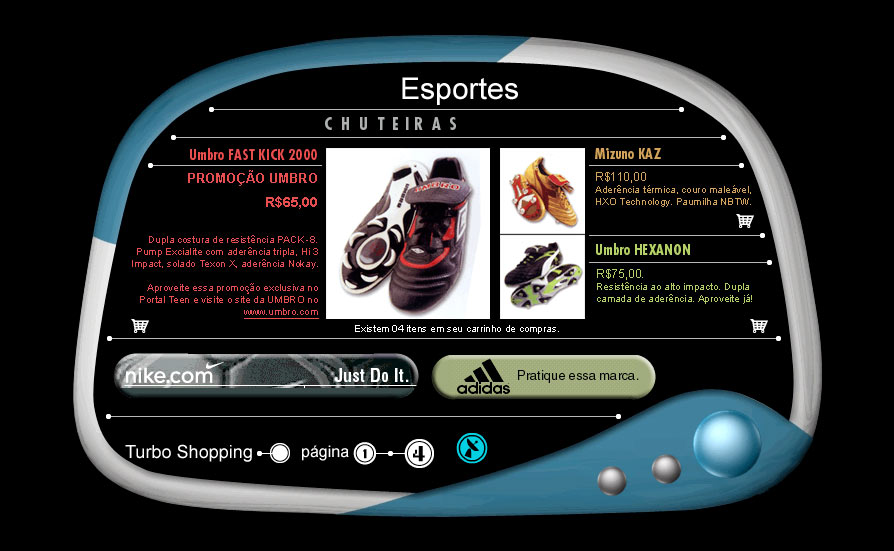 Esportes
CHUTEIRAS
Umbro FAST KICK 2000
PROMOÇÃO UMBRO
R$65,00
Dupla costura de resistência PACK-8.
Pump Excialite com aderência tripla, Hi 3
Impact, solado Texon X, aderência Nokay.
Aproveite essa promoção exclusiva no
Portal Teen e visite o site da UMBRO no
www.umbro.com
Mizuno KAZ
R$110,00
Aderência térmica, couro maleável,
HXO Technology. Paumilha NBTW.
Umbro HEXANON
R$75,00.
Resistência ao alto impacto. Dupla
camada de aderência. Aproveite já!
Existem 04 itens em seu carrinho de compras.
nike.com Just Do It.
adidas Pratique essa marca.
Turbo Shopping página 1 4